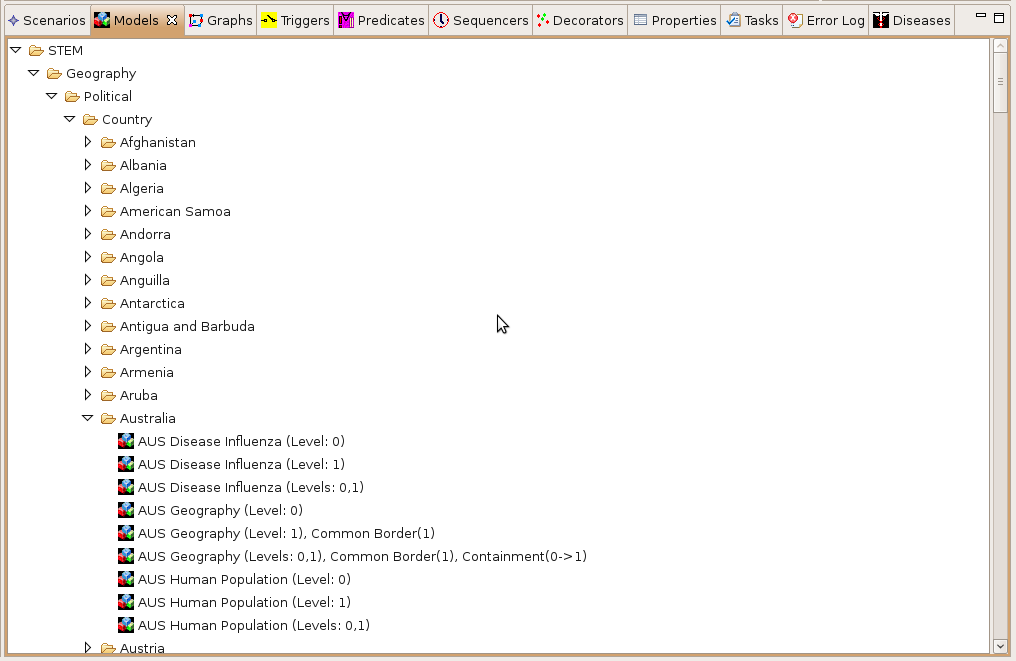 Scenarios Models Graphs Triggers Predicates Sequencers Decorators Properties Tasks Error Log Diseases
STEM
Geography
Political
Country
Afghanistan
Albania
Algeria
American Samoa
Andorra
Angola
Anguilla
Antarctica
Antigua and Barbuda
Argentina
Armenia
Aruba
Australia
AUS Disease Influenza (Level: 0)
AUS Disease Influenza (Level: 1)
AUS Disease Influenza (Levels: 0,1)
AUS Geography (Level: 0)
AUS Geography (Level: 1), Common Border(1)
AUS Geography (Levels: 0,1), Common Border(1), Containment(0->1)
AUS Human Population (Level: 0)
AUS Human Population (Level: 1)
AUS Human Population (Levels: 0,1)
Austria